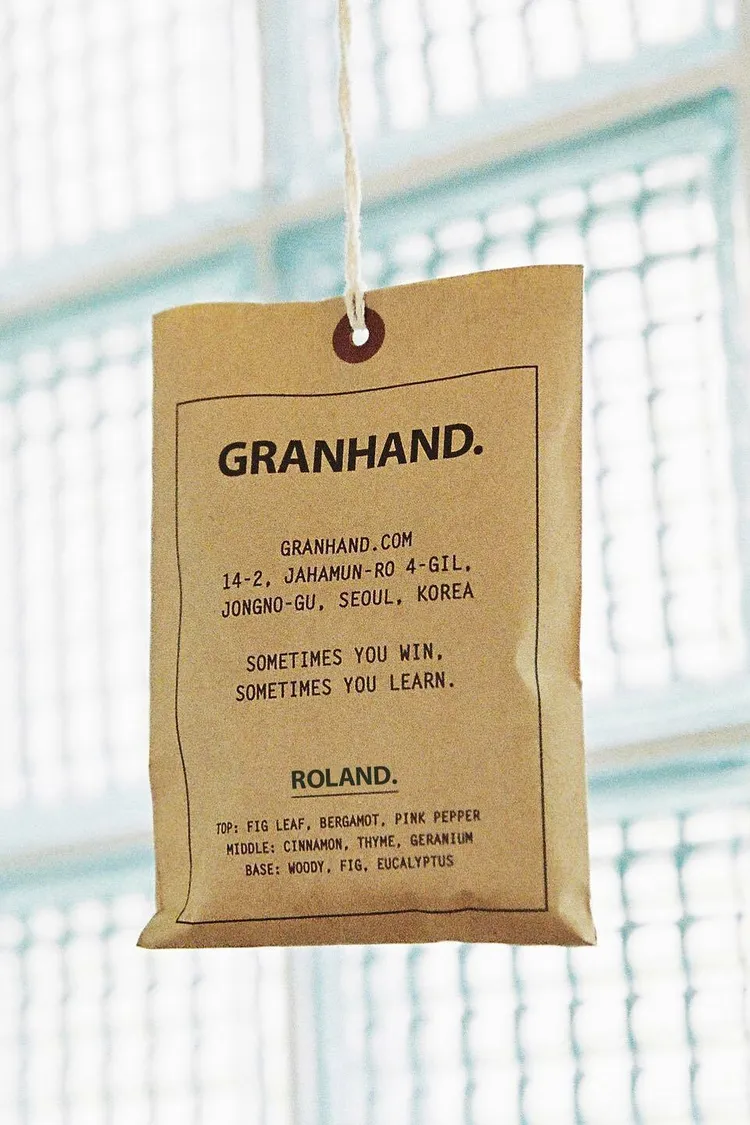 GRANHAND.
GRANHAND.COM
14-2, JAHAMUN-RO 4-GIL,
JONGNO-GU, SEOUL, KOREA
SOMETIMES YOU WIN,
SOMETIMES YOU LEARN.
ROLAND.
TOP: FIG LEAF, BERGAMOT, PINK PEPPER
MIDDLE: CINNAMON, THYME, GERANIUM
BASE: WOODY, FIG, EUCALYPTUS